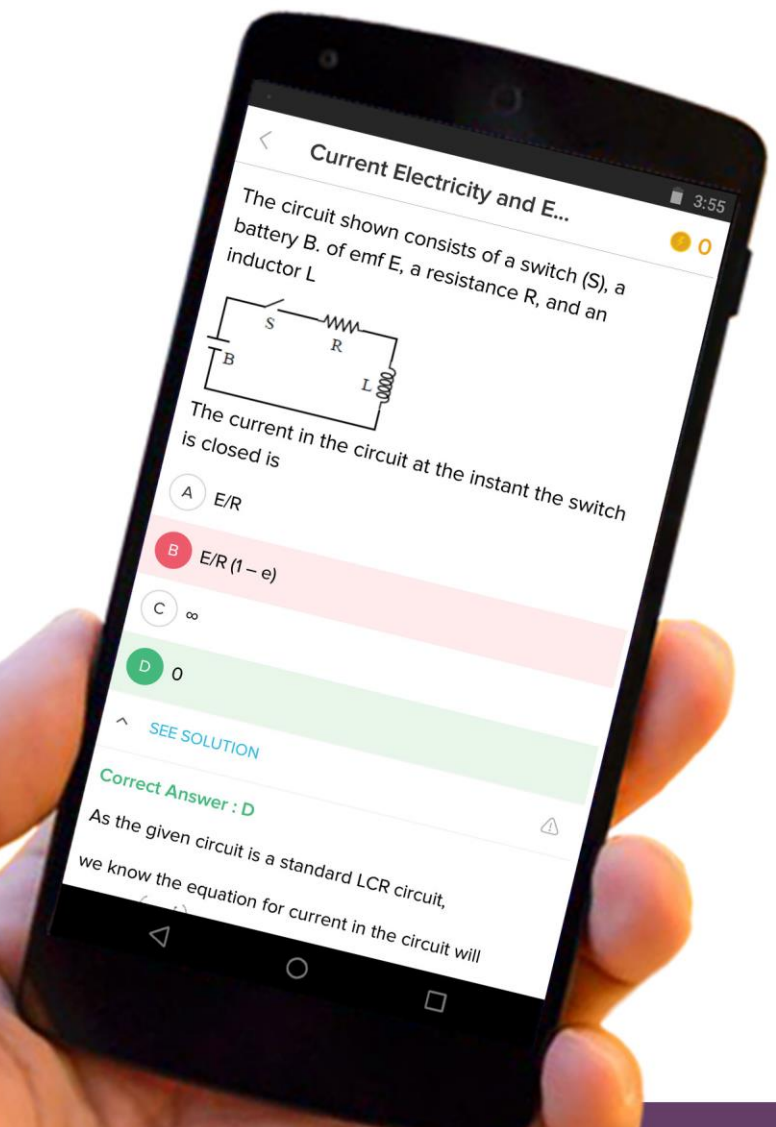 3:55
Current Electricity and E...
0
The circuit shown consists of a switch (S), a
battery B. of emf E, a resistance R, and an
inductor L
S
R
B
L
The current in the circuit at the instant the switch
is closed is
A E/R
B E/R (1 – e)
C ∞
D 0
SEE SOLUTION
Correct Answer : D
As the given circuit is a standard LCR circuit,
we know the equation for current in the circuit will